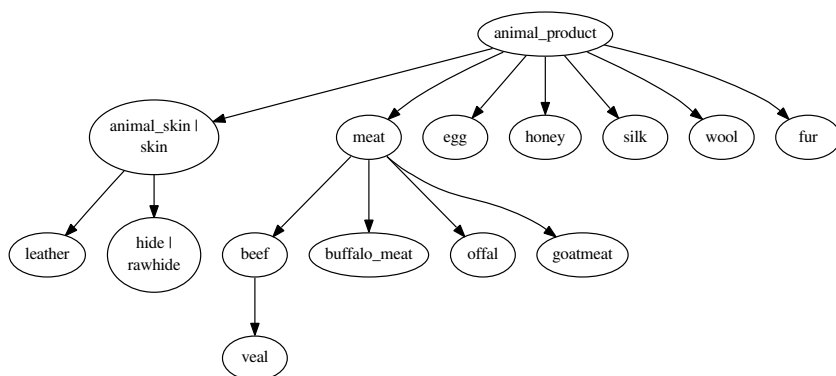 animal_product
animal_skin |
skin
meat
egg
honey
silk
wool
fur
leather
hide |
rawhide
beef
buffalo_meat
offal
goatmeat
veal